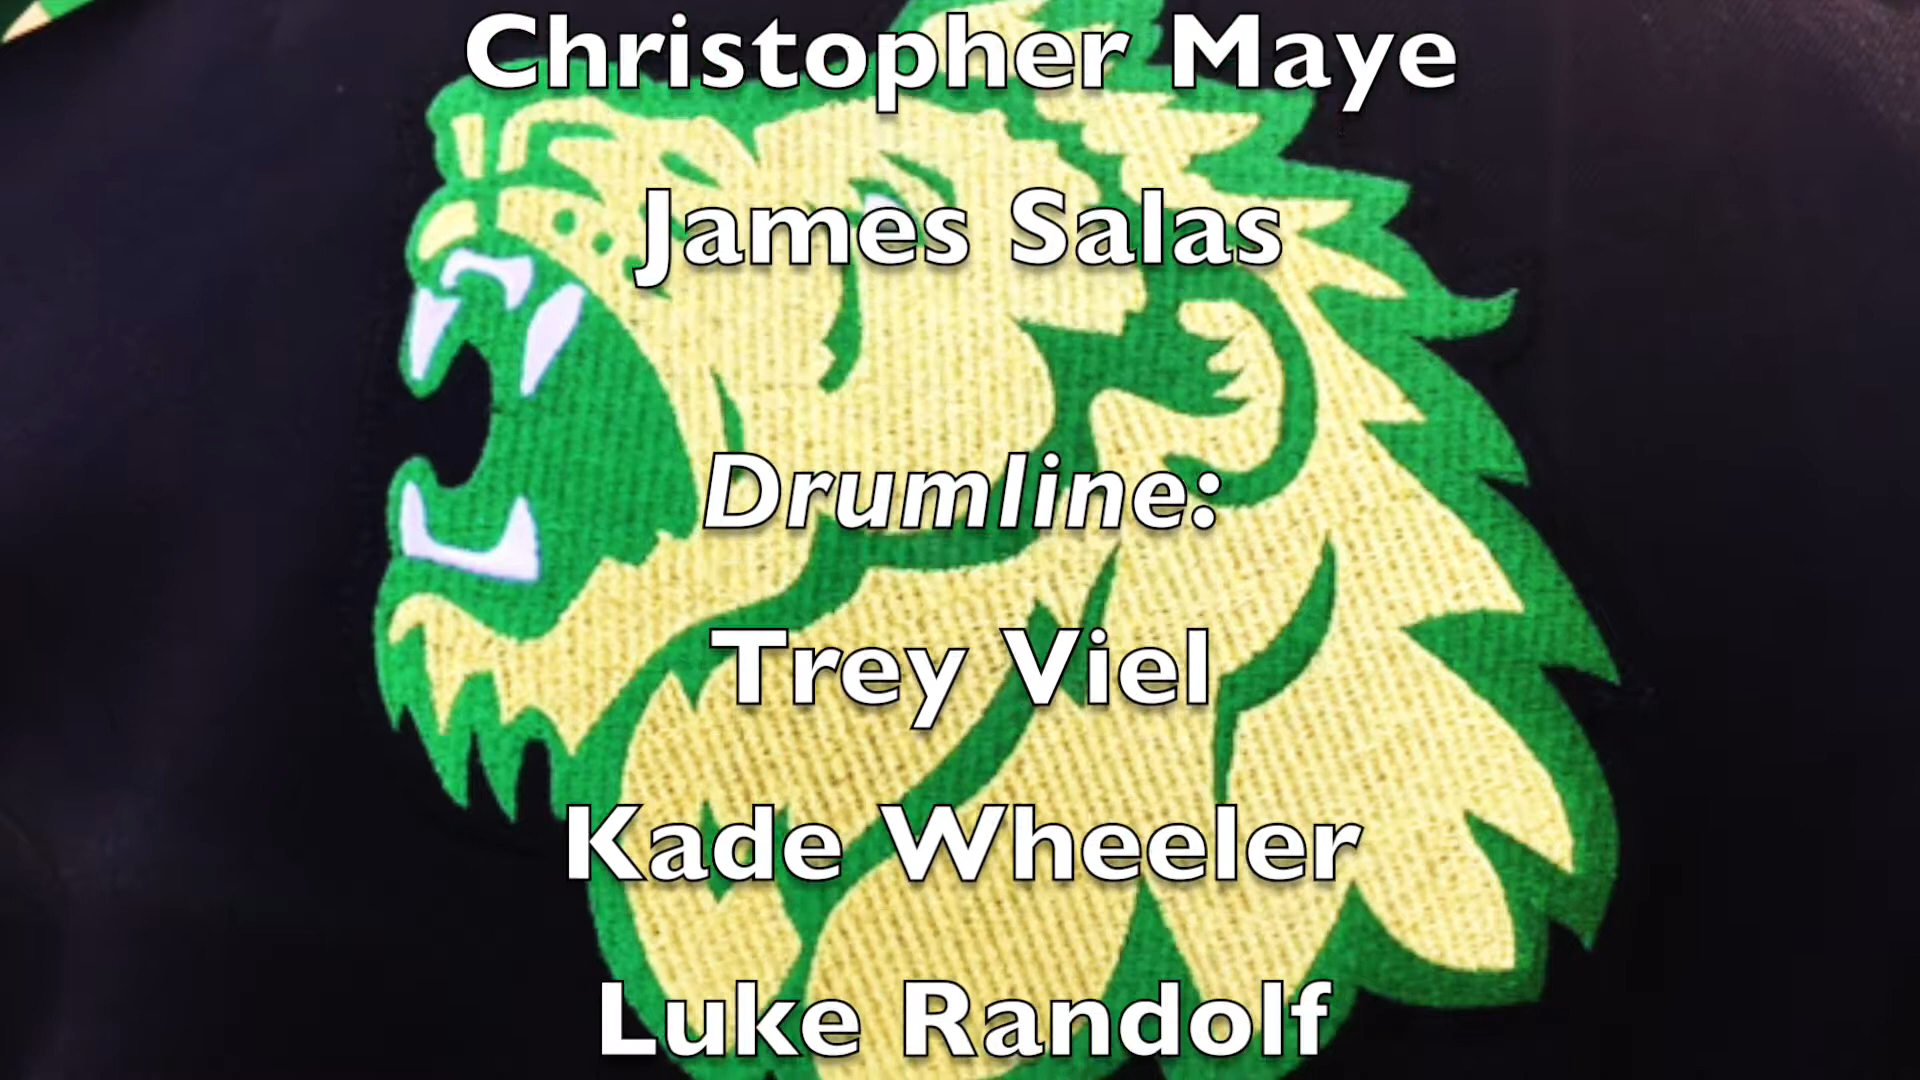 Christopher Maye
James Salas
Drumline:
Trey Viel
Kade Wheeler
Luke Randolf